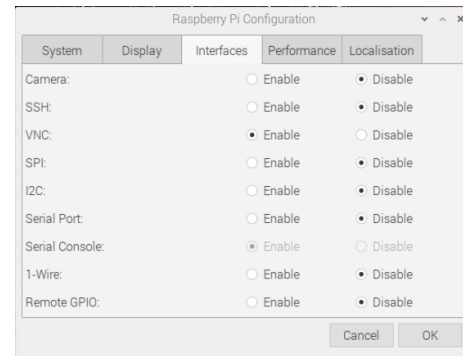 Raspberry Pi Configuration
System Display Interfaces Performance Localisation
Camera: Enable Disable
SSH: Enable Disable
VNC: Enable Disable
SPI: Enable Disable
I2C: Enable Disable
Serial Port: Enable Disable
Serial Console: Enable Disable
1-Wire: Enable Disable
Remote GPIO: Enable Disable
Cancel OK